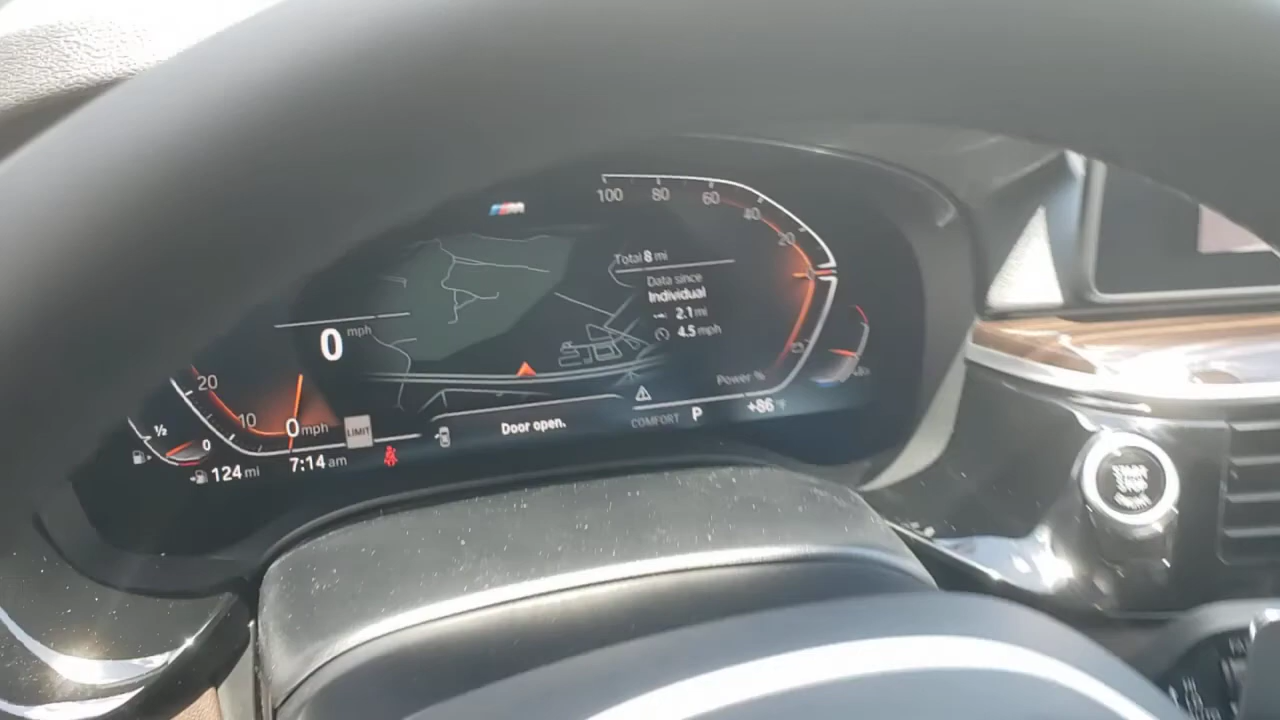 M
100 80 60 40 20
Total 8 mi
Data since
Individual
2.1 mi
4.5 mph
0 mph
20
10
0 mph
LIMIT
½
0
Power %
Door open.
COMFORT P +86 °F
124 mi 7:14 am
START
STOP
ENGINE